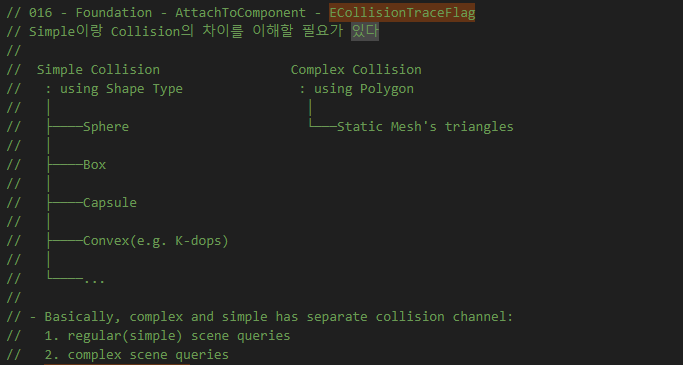 // 016 - Foundation - AttachToComponent - ECollisionTraceFlag
// Simple이랑 Collision의 차이를 이해할 필요가 있다
//
//  Simple Collision                 Complex Collision
//   : using Shape Type               : using Polygon
//   │                                 │
//   ├────Sphere                       └───Static Mesh's triangles
//   │
//   ├────Box
//   │
//   ├────Capsule
//   │
//   ├────Convex(e.g. K-dops)
//   │
//   └────...
//
// - Basically, complex and simple has separate collision channel:
//   1. regular(simple) scene queries
//   2. complex scene queries